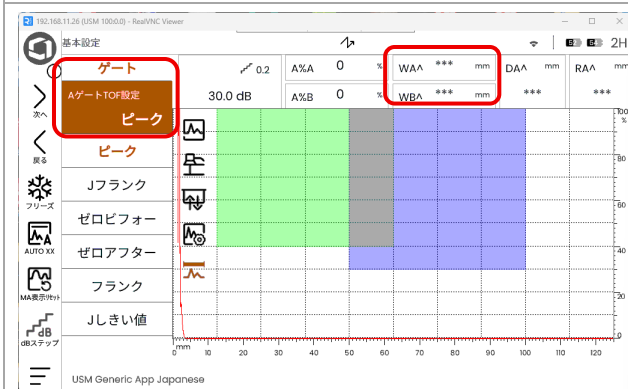 192.168.11.26 (USM 100:0.0) - RealVNC Viewer
基本設定
52 52 2H
ゲート
0.2
30.0 dB
A%A 0 %
A%B 0 %
WA^ *** mm
WB^ *** mm
DA^ mm
***
RA^ mm
***
AゲートTOF設定
ピーク
ピーク
Jフランク
ゼロビフォー
ゼロアフター
フランク
Jしきい値
次へ
戻る
フリーズ
AUTO XX
MA表示リセット
dB
dBステップ
100
%
80
60
40
20
0
mm
0 10 20 30 40 50 60 70 80 90 100 110 120
USM Generic App Japanese